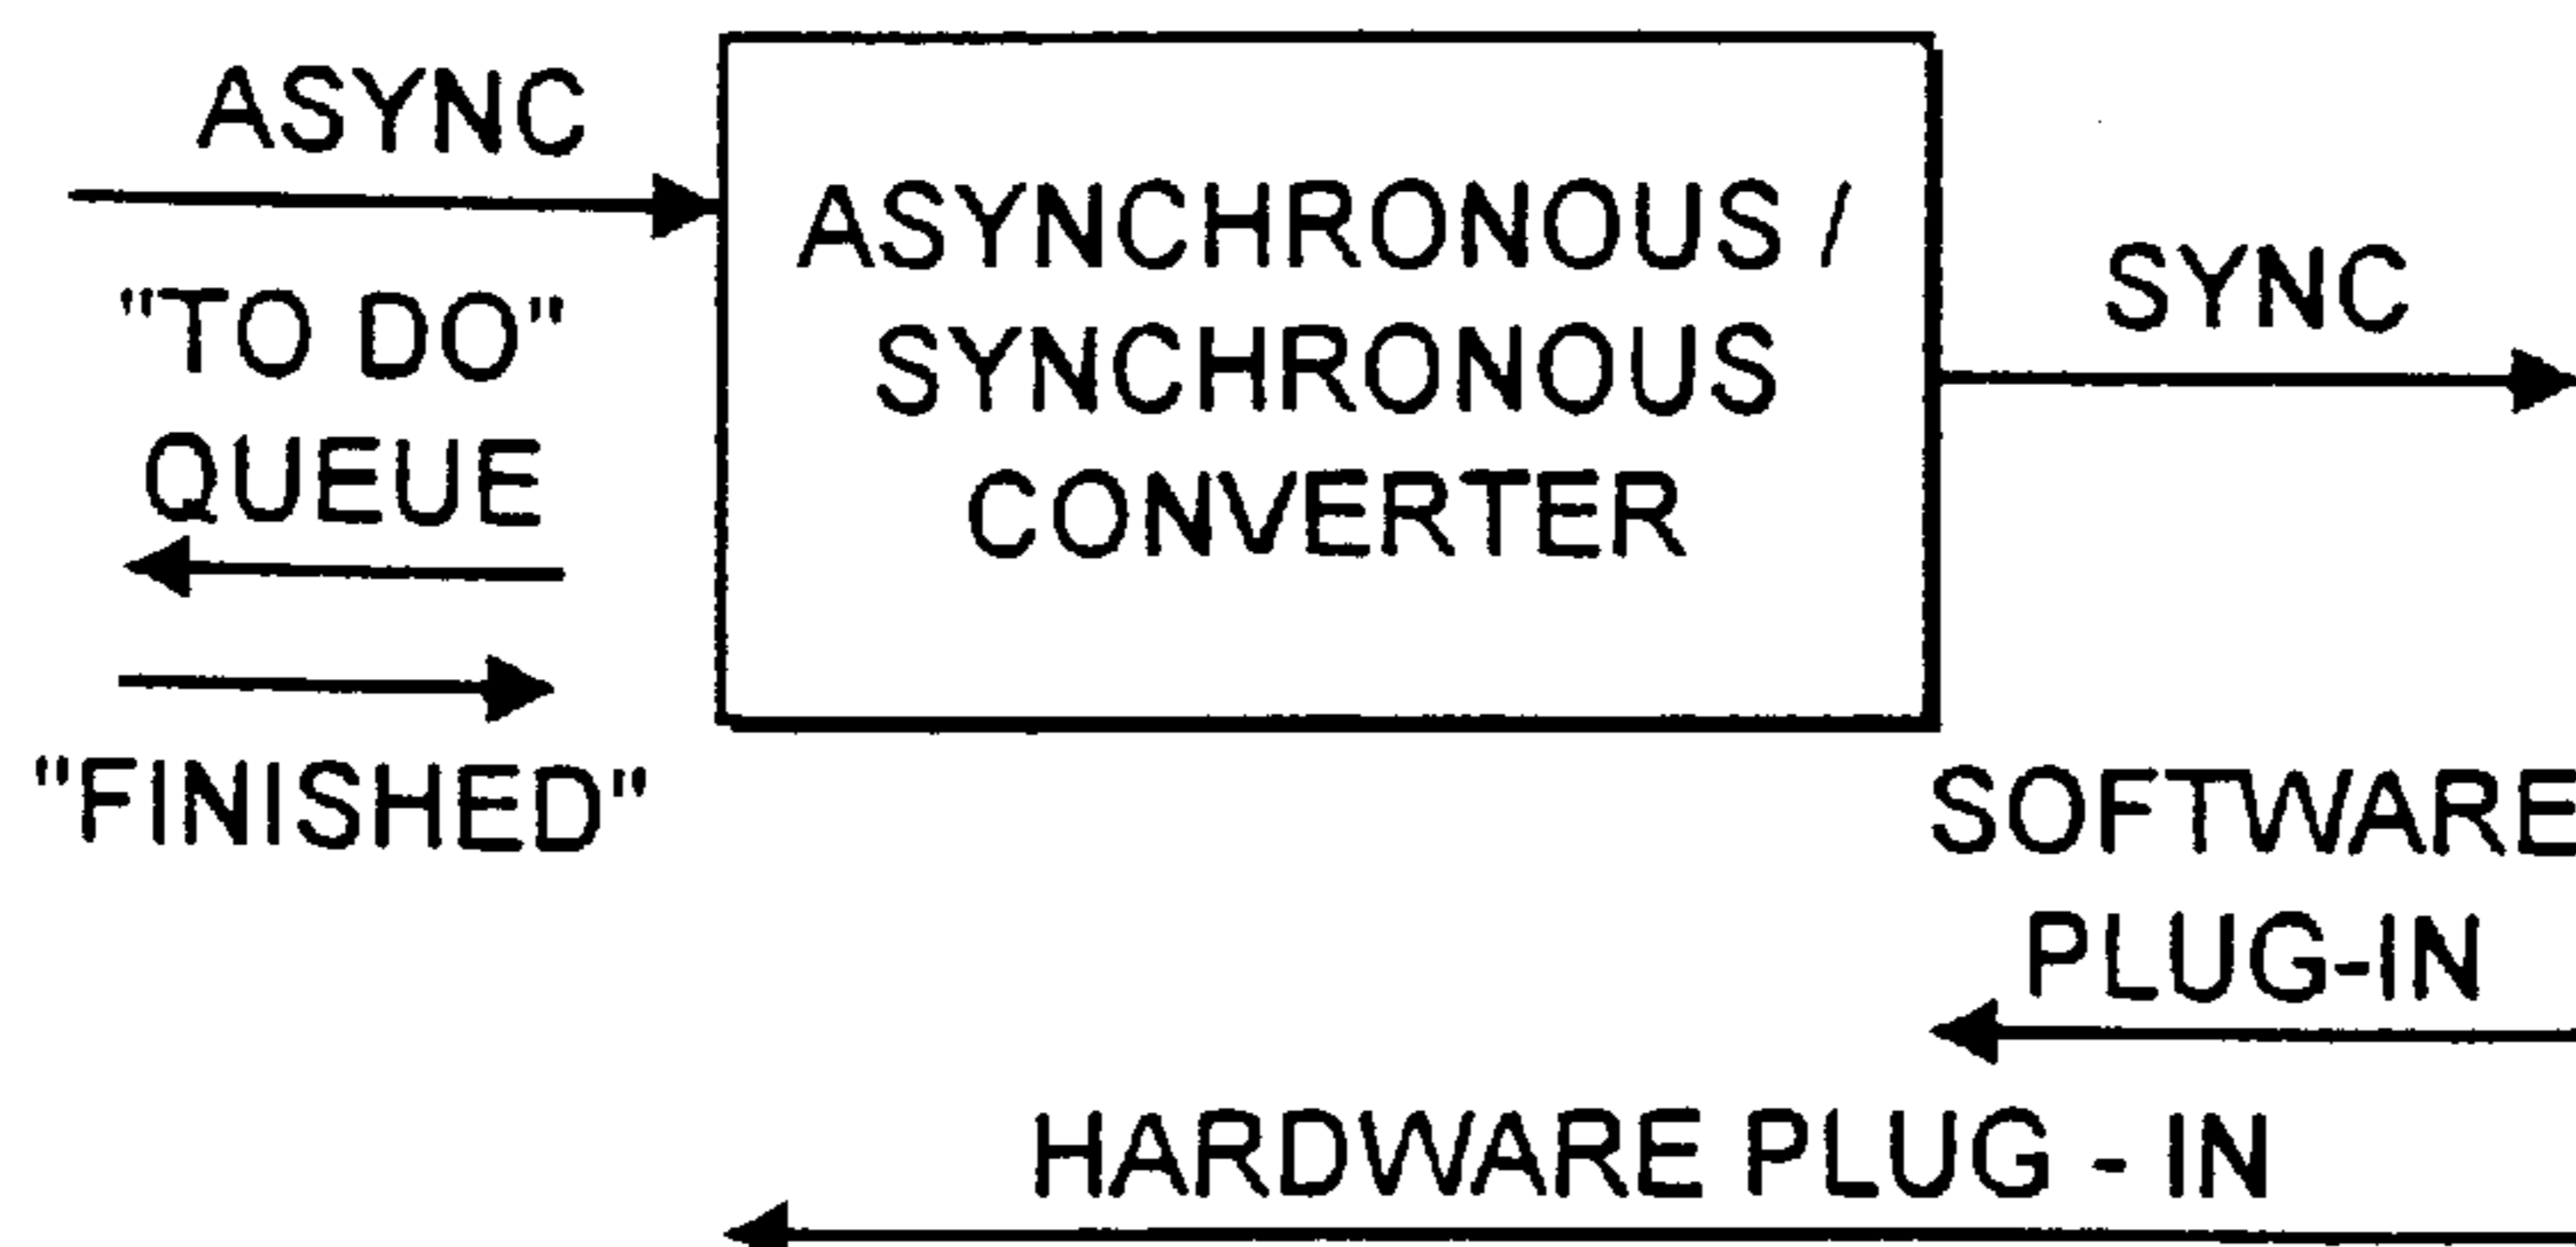 ASYNC
"TO DO"
QUEUE
"FINISHED"
ASYNCHRONOUS /
SYNCHRONOUS
CONVERTER
SYNC
SOFTWARE
PLUG-IN
HARDWARE PLUG - IN